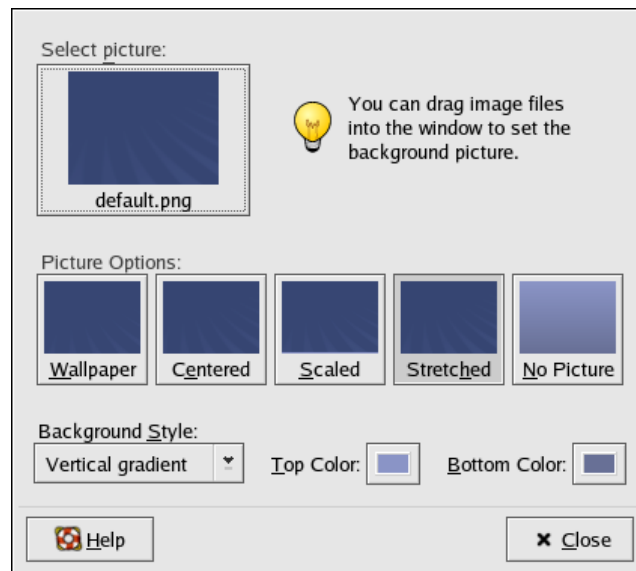 Select picture:
default.png
You can drag image files
into the window to set the
background picture.
Picture Options:
Wallpaper
Centered
Scaled
Stretched
No Picture
Background Style:
Vertical gradient
Top Color:
Bottom Color:
Help
Close